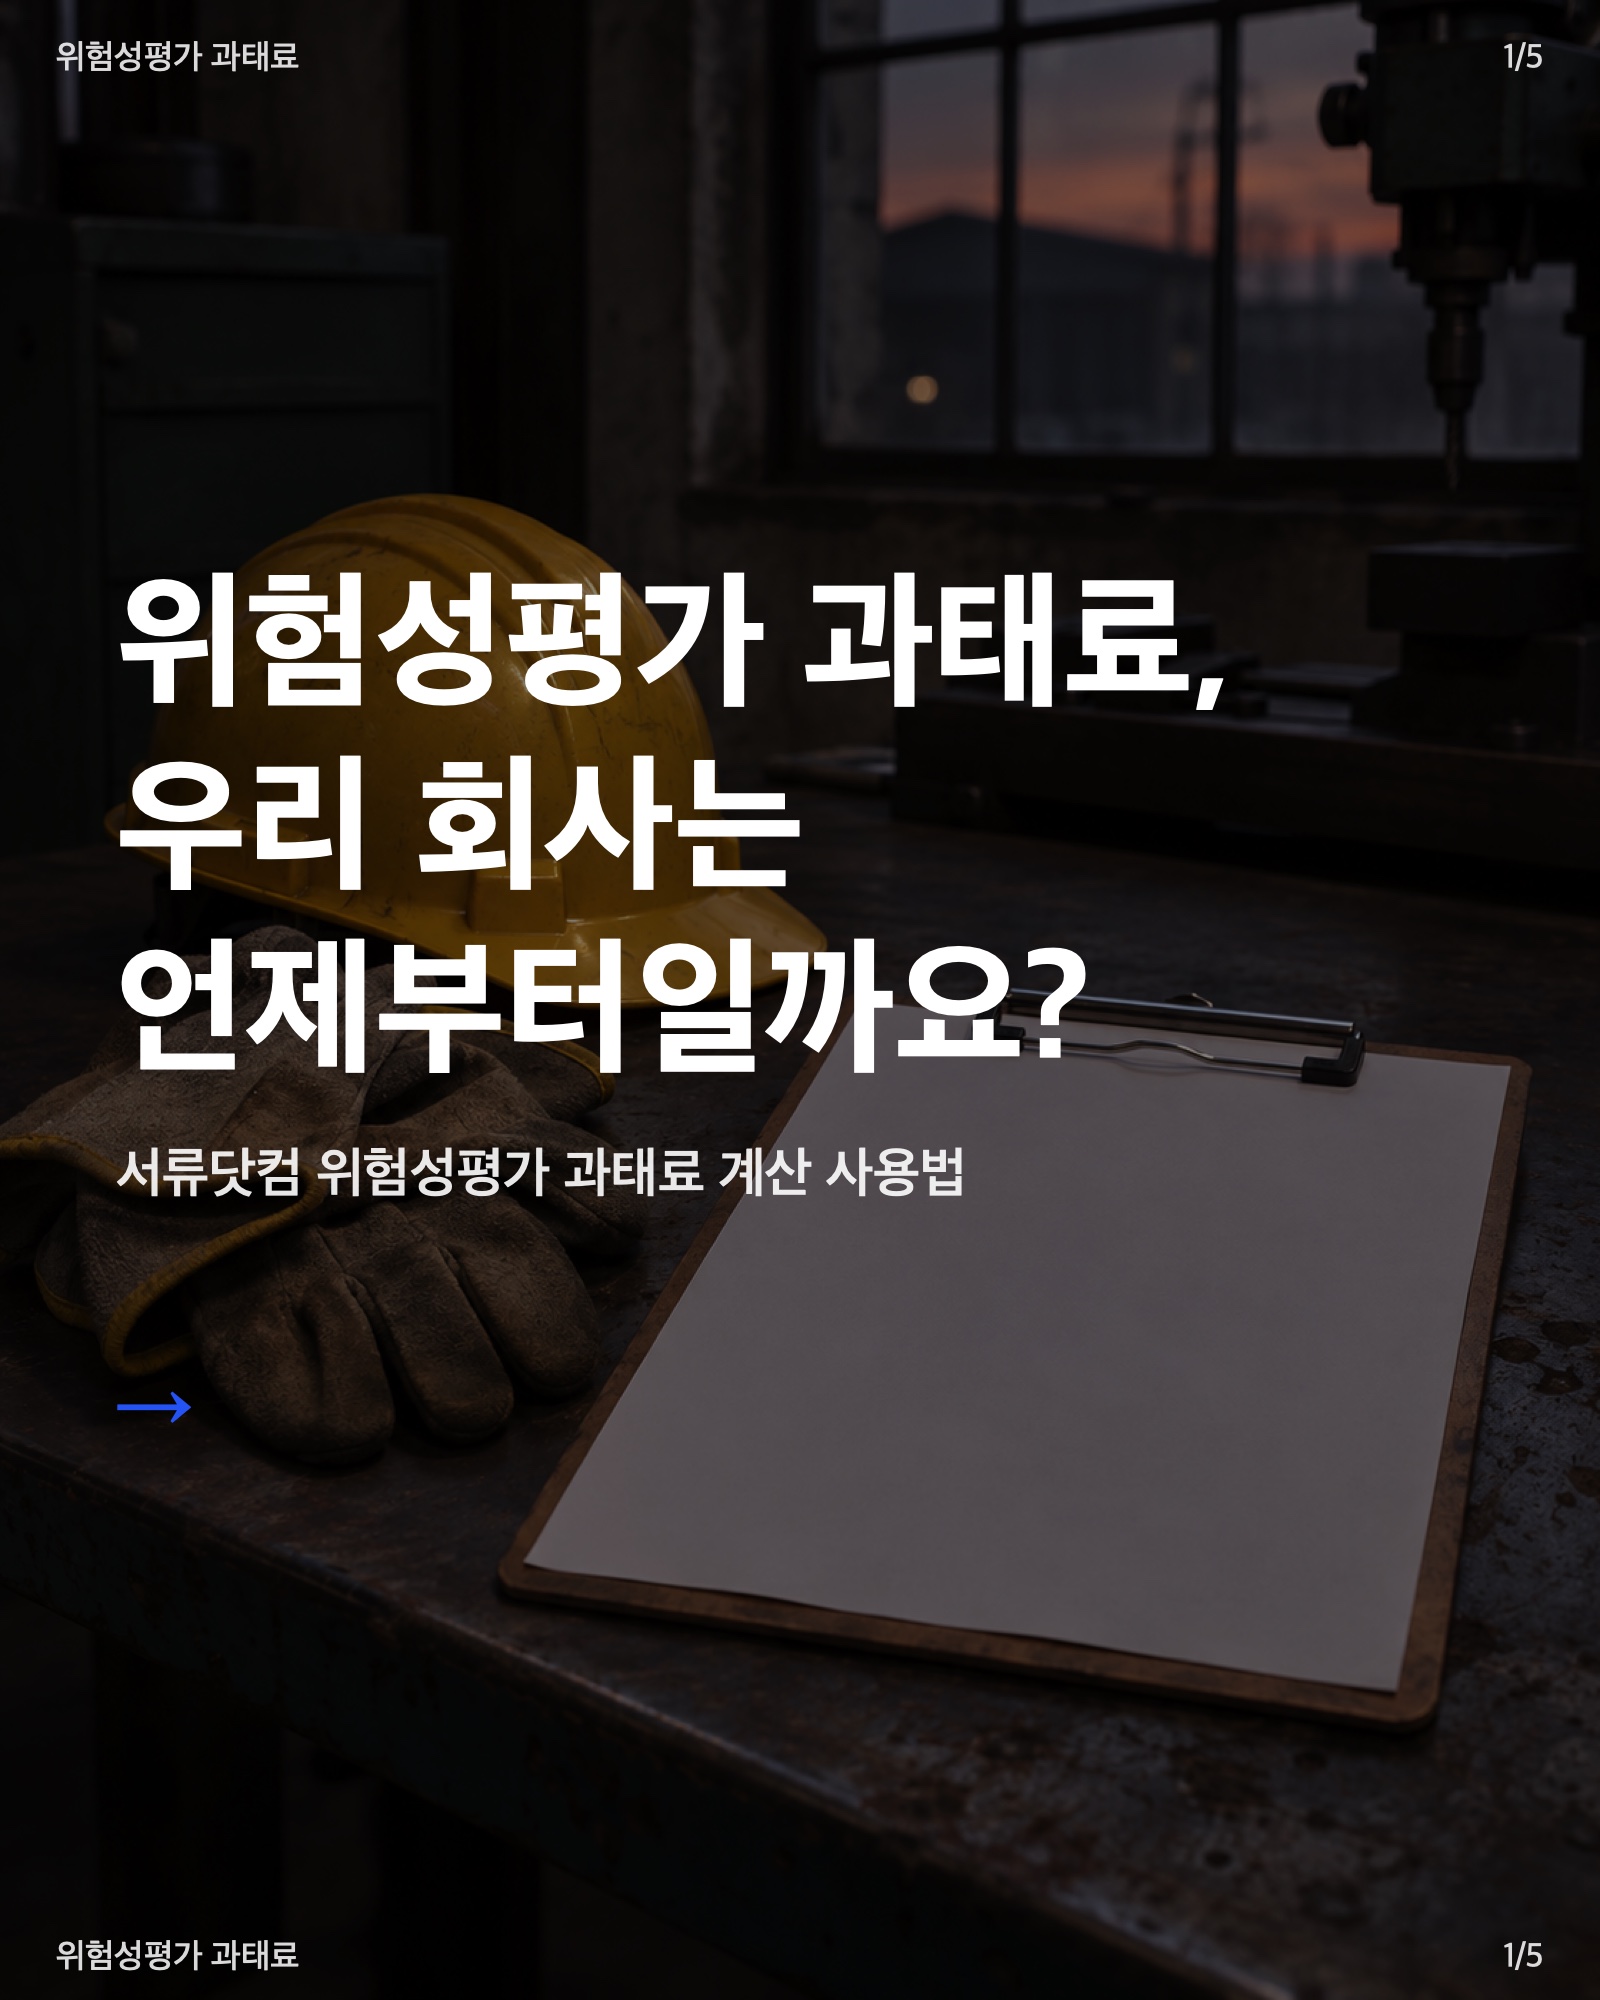 위험성평가 과태료
1/5
위험성평가 과태료,
우리 회사는
언제부터일까요?
서류닷컴 위험성평가 과태료 계산 사용법
→
위험성평가 과태료
1/5